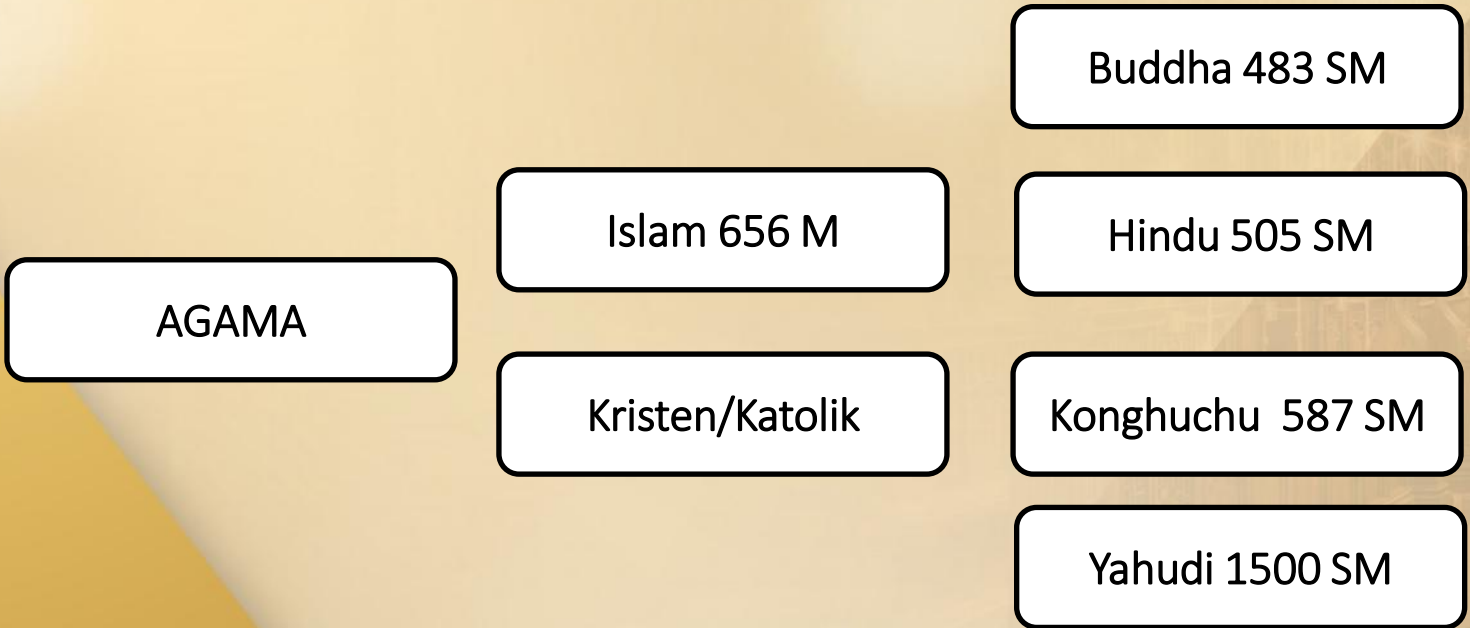 AGAMA
Islam 656 M
Kristen/Katolik
Buddha 483 SM
Hindu 505 SM
Konghuchu 587 SM
Yahudi 1500 SM